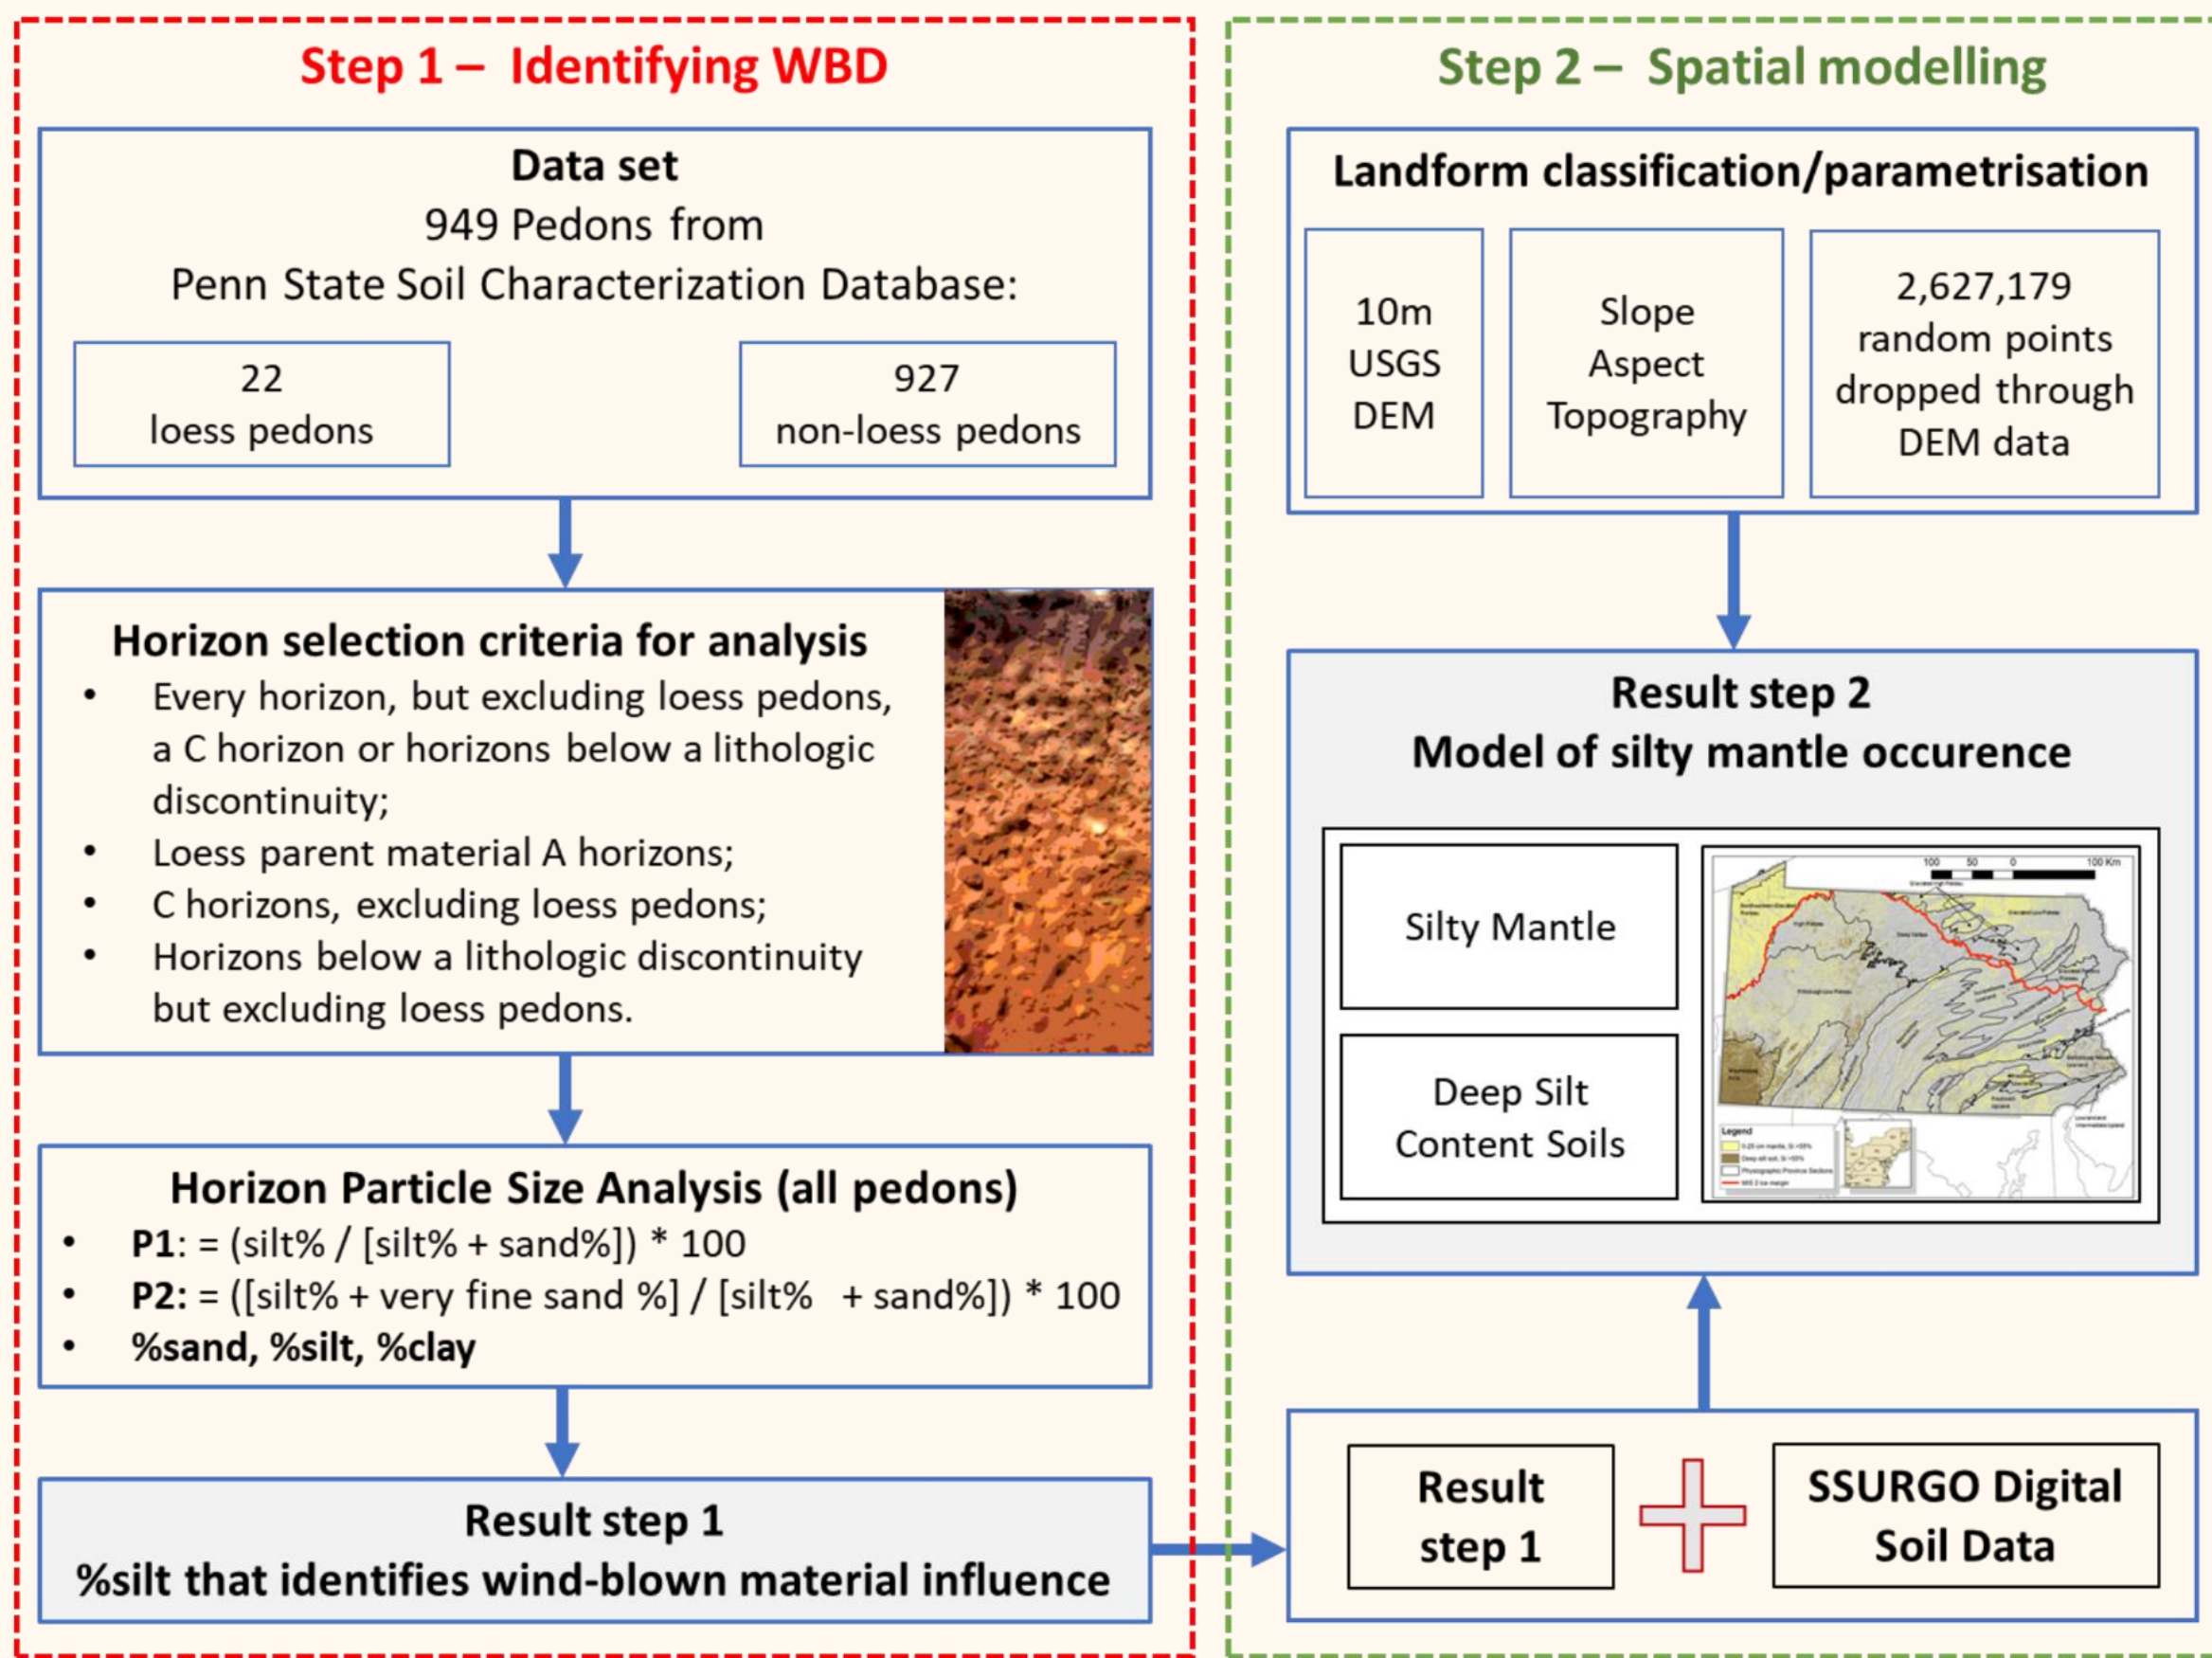 Step 1 – Identifying WBD
Data set
949 Pedons from
Penn State Soil Characterization Database:
22
loess pedons
927
non-loess pedons
Horizon selection criteria for analysis
• Every horizon, but excluding loess pedons,
a C horizon or horizons below a lithologic
discontinuity;
• Loess parent material A horizons;
• C horizons, excluding loess pedons;
• Horizons below a lithologic discontinuity
but excluding loess pedons.
Horizon Particle Size Analysis (all pedons)
• P1: = (silt% / [silt% + sand%]) * 100
• P2: = ([silt% + very fine sand %] / [silt% + sand%]) * 100
• %sand, %silt, %clay
Result step 1
%silt that identifies wind-blown material influence
Step 2 – Spatial modelling
Landform classification/parametrisation
10m
USGS
DEM
Slope
Aspect
Topography
2,627,179
random points
dropped through
DEM data
Result step 2
Model of silty mantle occurence
Silty Mantle
Deep Silt
Content Soils
100 50 0 100 Km
Legend
Physiographic Province Sections
Result
step 1
SSURGO Digital
Soil Data